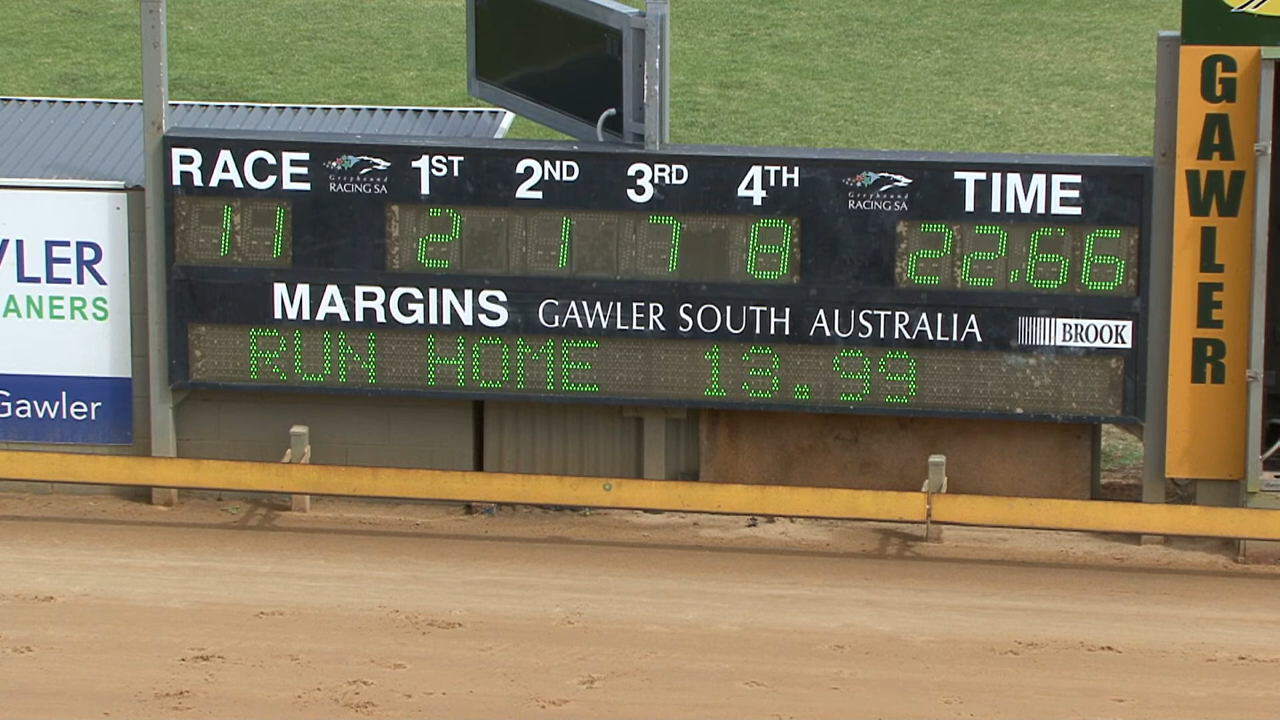 RACE Greyhound RACING SA 1ST 2ND 3RD 4TH Greyhound RACING SA TIME
11 2 1 7 8 22.66
MARGINS GAWLER SOUTH AUSTRALIA BROOK
RUN HOME 13.99
GAWLER
VLER
ANERS
Gawler